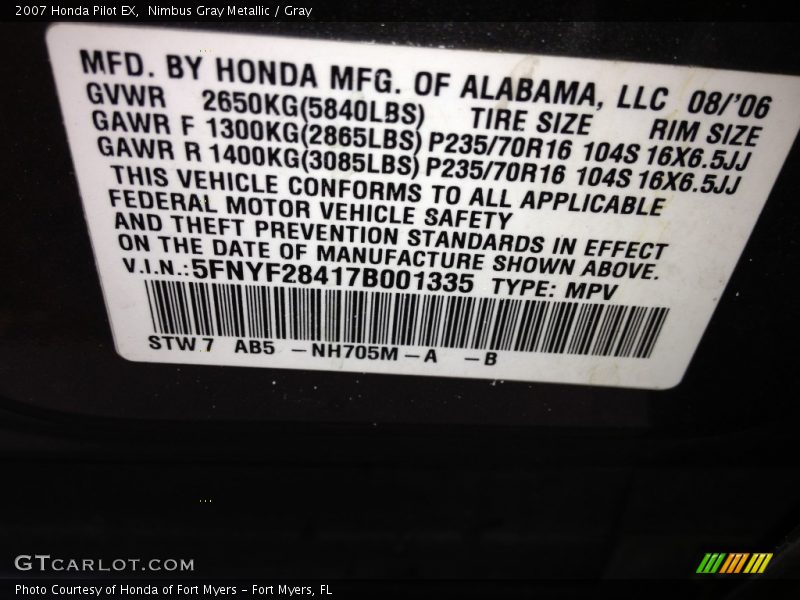 2007 Honda Pilot EX, Nimbus Gray Metallic / Gray
MFD. BY HONDA MFG. OF ALABAMA, LLC 08/'06
GVWR 2650KG(5840LBS) TIRE SIZE RIM SIZE
GAWR F 1300KG(2865LBS) P235/70R16 104S 16X6.5JJ
GAWR R 1400KG(3085LBS) P235/70R16 104S 16X6.5JJ
THIS VEHICLE CONFORMS TO ALL APPLICABLE
FEDERAL MOTOR VEHICLE SAFETY
AND THEFT PREVENTION STANDARDS IN EFFECT
ON THE DATE OF MANUFACTURE SHOWN ABOVE.
V.I.N.:5FNYF28417B001335 TYPE: MPV
STW7 AB5 -NH705M-A -B
GTCARLOT.COM
Photo Courtesy of Honda of Fort Myers - Fort Myers, FL